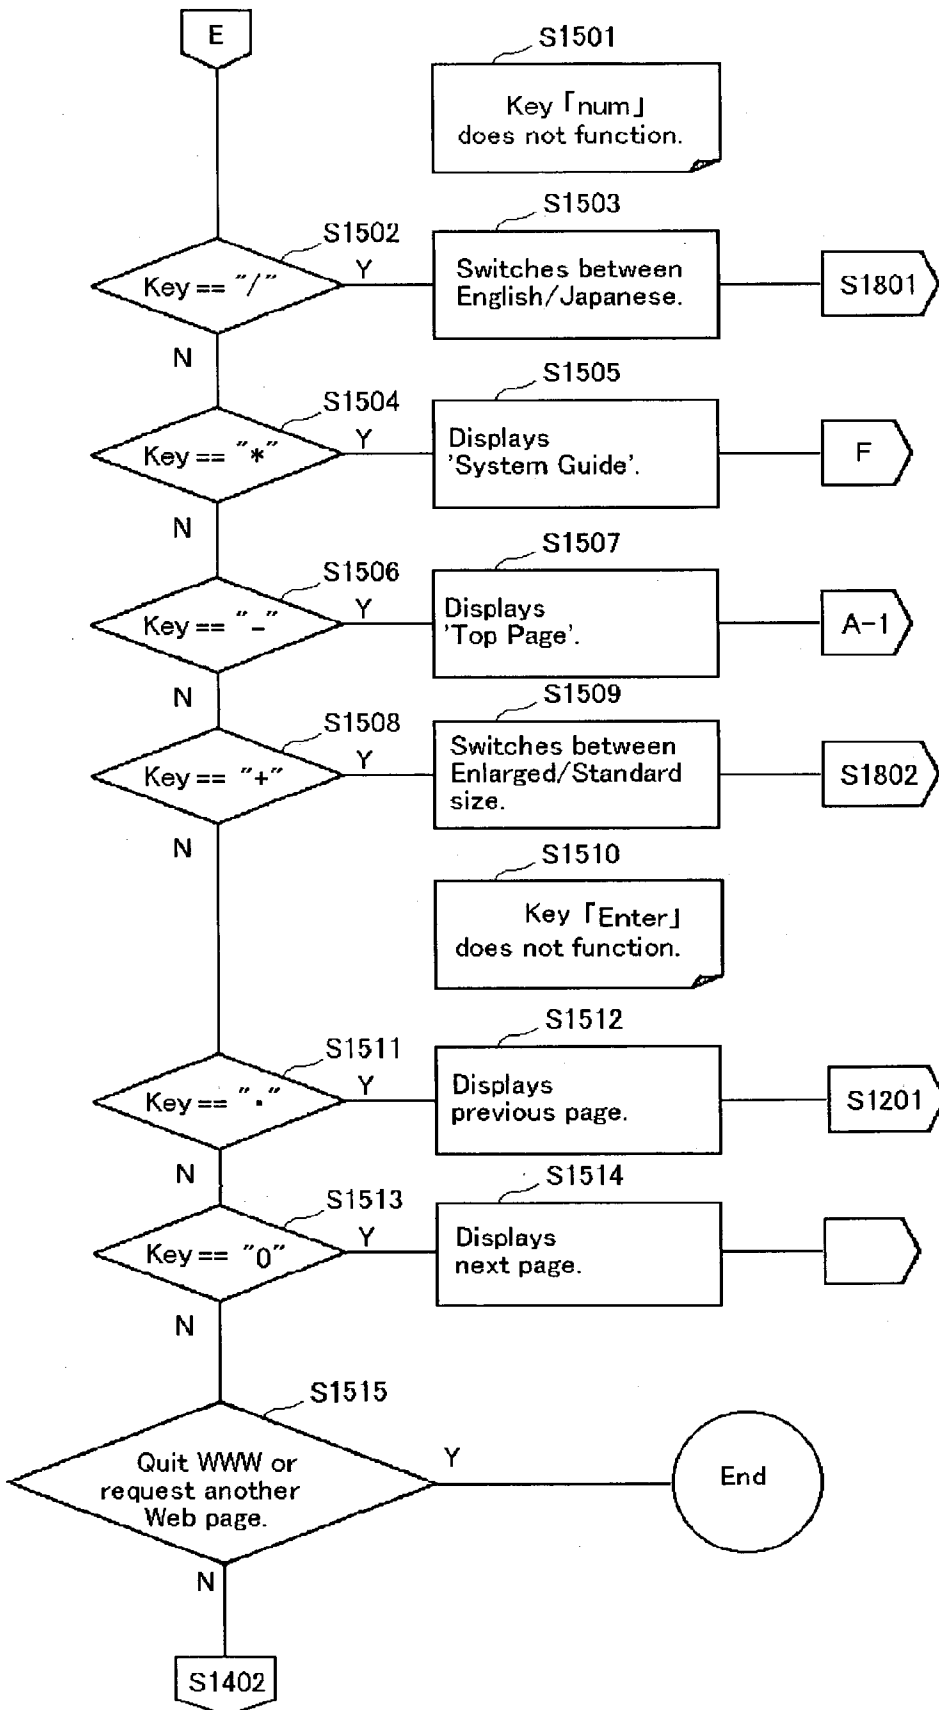 E
S1501
Key「num」
does not function.
S1502
S1503
Key == "/"
Y
Switches between
English/Japanese.
S1801
N
S1504
S1505
Key == "*"
Y
Displays
'System Guide'.
F
N
S1506
S1507
Key == "-"
Y
Displays
'Top Page'.
A-1
N
S1508
S1509
Key == "+"
Y
Switches between
Enlarged/Standard
size.
S1802
N
S1510
Key「Enter」
does not function.
S1511
S1512
Key == "."
Y
Displays
previous page.
S1201
N
S1513
S1514
Key == "0"
Y
Displays
next page.
N
S1515
Quit WWW or
request another
Web page.
Y
End
N
S1402